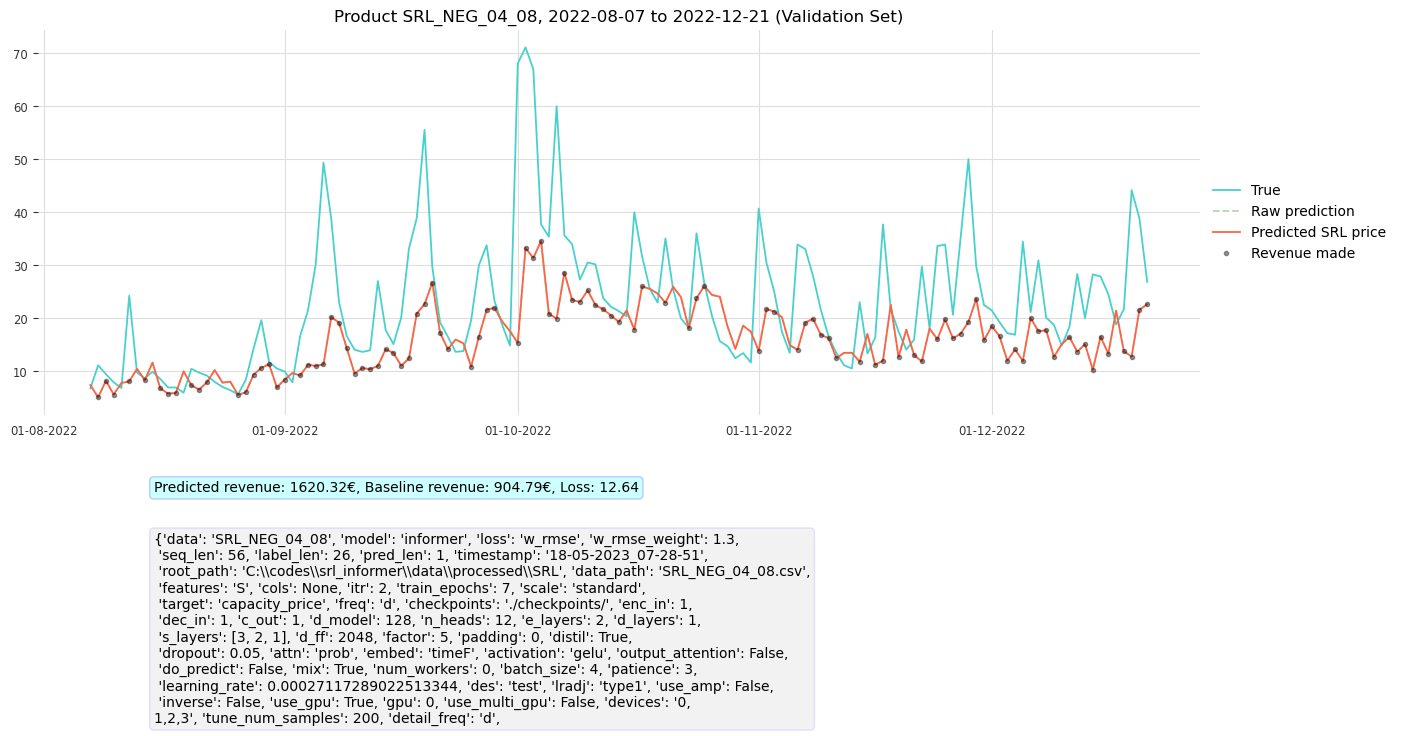 Product SRL_NEG_04_08, 2022-08-07 to 2022-12-21 (Validation Set)
70
60
50
40
30
20
10
01-08-2022
01-09-2022
01-10-2022
01-11-2022
01-12-2022
True
Raw prediction
Predicted SRL price
Revenue made
Predicted revenue: 1620.32€, Baseline revenue: 904.79€, Loss: 12.64
{'data': 'SRL_NEG_04_08', 'model': 'informer', 'loss': 'w_rmse', 'w_rmse_weight': 1.3,
'seq_len': 56, 'label_len': 26, 'pred_len': 1, 'timestamp': '18-05-2023_07-28-51',
'root_path': 'C:\\codes\\srl_informer\\data\\processed\\SRL', 'data_path': 'SRL_NEG_04_08.csv',
'features': 'S', 'cols': None, 'itr': 2, 'train_epochs': 7, 'scale': 'standard',
'target': 'capacity_price', 'freq': 'd', 'checkpoints': './checkpoints/', 'enc_in': 1,
'dec_in': 1, 'c_out': 1, 'd_model': 128, 'n_heads': 12, 'e_layers': 2, 'd_layers': 1,
's_layers': [3, 2, 1], 'd_ff': 2048, 'factor': 5, 'padding': 0, 'distil': True,
'dropout': 0.05, 'attn': 'prob', 'embed': 'timeF', 'activation': 'gelu', 'output_attention': False,
'do_predict': False, 'mix': True, 'num_workers': 0, 'batch_size': 4, 'patience': 3,
'learning_rate': 0.00027117289022513344, 'des': 'test', 'lradj': 'type1', 'use_amp': False,
'inverse': False, 'use_gpu': True, 'gpu': 0, 'use_multi_gpu': False, 'devices': '0,
1,2,3', 'tune_num_samples': 200, 'detail_freq': 'd',